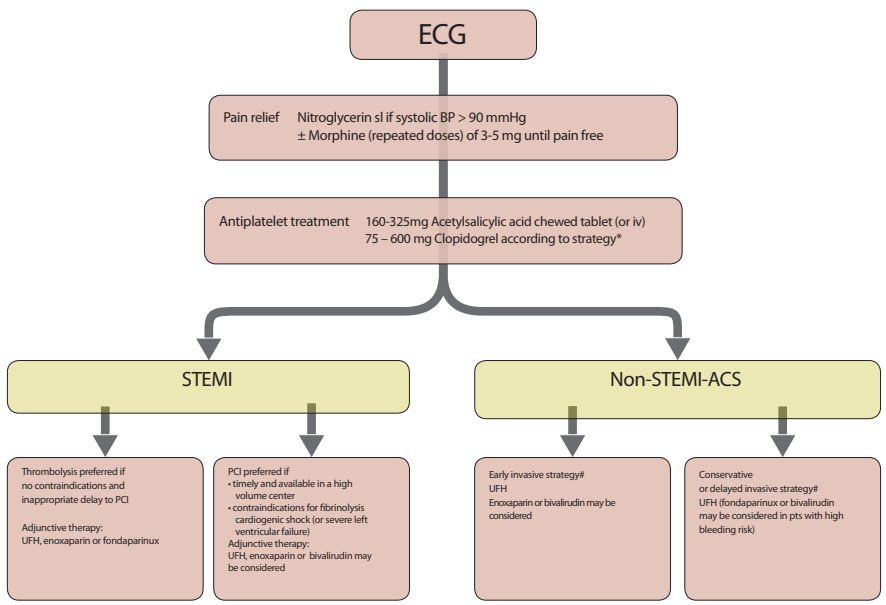 ECG
Pain relief Nitroglycerin sl if systolic BP > 90 mmHg
± Morphine (repeated doses) of 3-5 mg until pain free
Antiplatelet treatment 160-325mg Acetylsalicylic acid chewed tablet (or iv)
75 – 600 mg Clopidogrel according to strategy*
STEMI
Non-STEMI-ACS
Thrombolysis preferred if
no contraindications and
inappropriate delay to PCI
Adjunctive therapy:
UFH, enoxaparin or fondaparinux
PCI preferred if
• timely and available in a high
volume center
• contraindications for fibrinolysis
cardiogenic shock (or severe left
ventricular failure)
Adjunctive therapy:
UFH, enoxaparin or bivalirudin may
be considered
Early invasive strategy#
UFH
Enoxaparin or bivalirudin may be
considered
Conservative
or delayed invasive strategy#
UFH (fondaparinux or bivalirudin
may be considered in pts with high
bleeding risk)